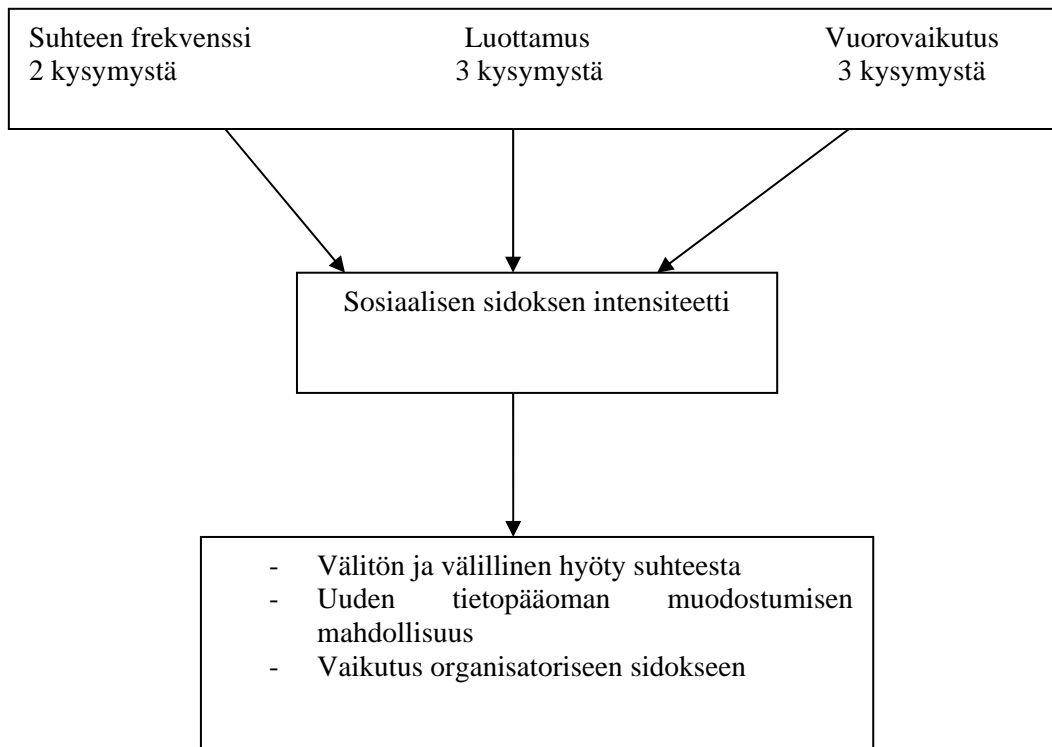 Suhteen frekvenssi
2 kysymystä
Luottamus
3 kysymystä
Vuorovaikutus
3 kysymystä
Sosiaalisen sidoksen intensiteetti
- Välitön ja välillinen hyöty suhteesta
- Uuden tietopääoman muodostumisen
mahdollisuus
- Vaikutus organisatoriseen sidokseen